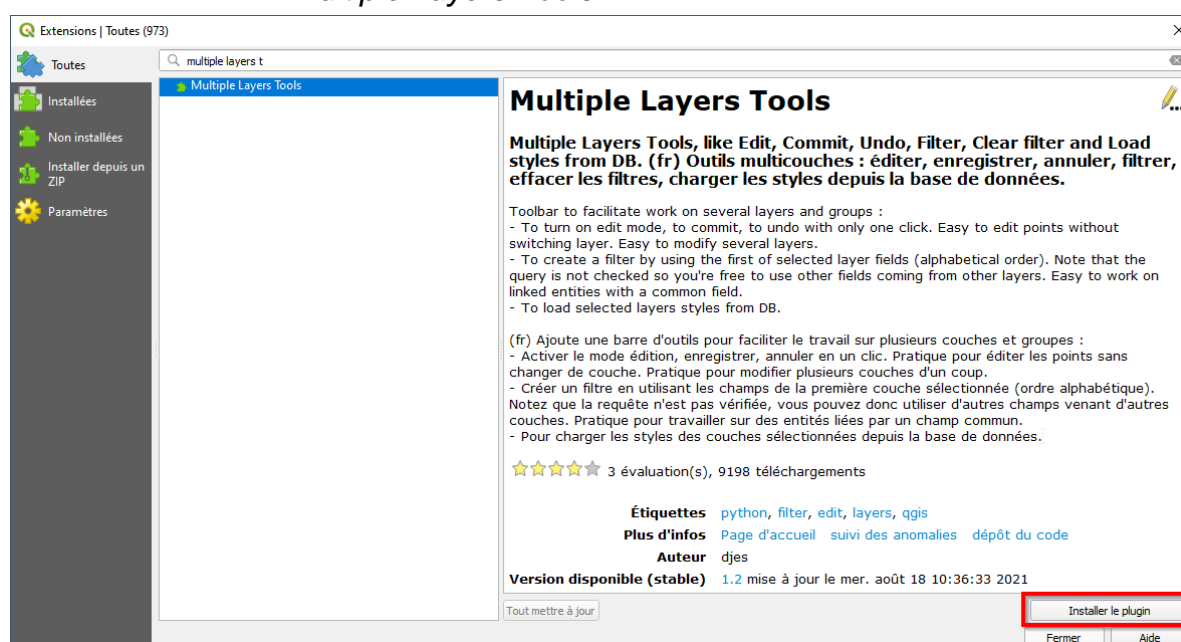 Extensions | Toutes (973)
Toutes
multiple layers t
Installées
Non installées
Installer depuis un
ZIP
Paramètres
Multiple Layers Tools
Multiple Layers Tools
Multiple Layers Tools, like Edit, Commit, Undo, Filter, Clear filter and Load
styles from DB. (fr) Outils multicouches : éditer, enregistrer, annuler, filtrer,
effacer les filtres, charger les styles depuis la base de données.
Toolbar to facilitate work on several layers and groups :
- To turn on edit mode, to commit, to undo with only one click. Easy to edit points without
switching layer. Easy to modify several layers.
- To create a filter by using the first of selected layer fields (alphabetical order). Note that the
query is not checked so you're free to use other fields coming from other layers. Easy to work on
linked entities with a common field.
- To load selected layers styles from DB.
(fr) Ajoute une barre d'outils pour faciliter le travail sur plusieurs couches et groupes :
- Activer le mode édition, enregistrer, annuler en un clic. Pratique pour éditer les points sans
changer de couche. Pratique pour modifier plusieurs couches d'un coup.
- Créer un filtre en utilisant les champs de la première couche sélectionnée (ordre alphabétique).
Notez que la requête n'est pas vérifiée, vous pouvez donc utiliser d'autres champs venant d'autres
couches. Pratique pour travailler sur des entités liées par un champ commun.
- Pour charger les styles des couches sélectionnées depuis la base de données.
3 évaluation(s), 9198 téléchargements
Étiquettes python, filter, edit, layers, qgis
Plus d'infos Page d'accueil suivi des anomalies dépôt du code
Auteur djes
Version disponible (stable) 1.2 mise à jour le mer. août 18 10:36:33 2021
Tout mettre à jour
Installer le plugin
Fermer Aide